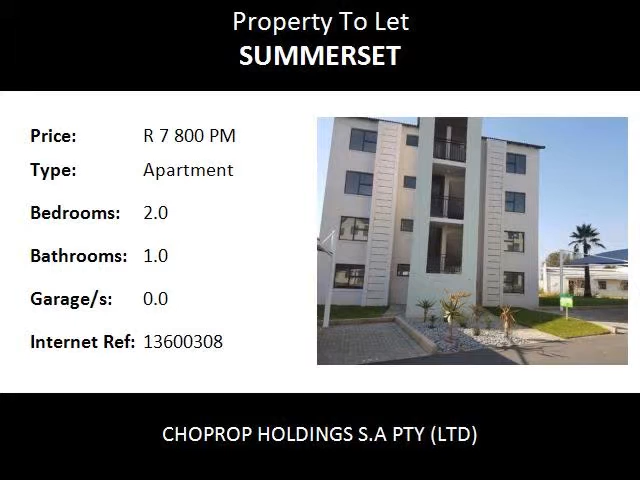 Property To Let
SUMMERSET
Price: R 7 800 PM
Type: Apartment
Bedrooms: 2.0
Bathrooms: 1.0
Garage/s: 0.0
Internet Ref: 13600308
CHOPROP HOLDINGS S.A PTY (LTD)